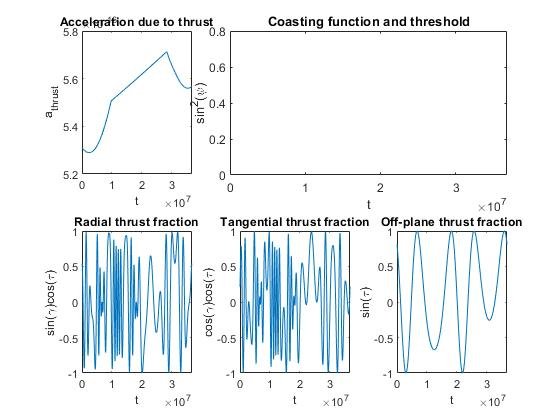 Acceleration due to thrust
Coasting function and threshold
5.8
5.6
5.4
5.2
a_thrust
0 1 2 3
t
×10^7
0.8
0.6
0.4
0.2
0
sin^2(ψ)
0 1 2 3
t
×10^7
Radial thrust fraction
Tangential thrust fraction
Off-plane thrust fraction
1
0.5
0
-0.5
-1
sin(γ)cos(τ)
0 1 2 3
t
×10^7
1
0.5
0
-0.5
-1
cos(γ)cos(τ)
0 1 2 3
t
×10^7
1
0.5
0
-0.5
-1
sin(τ)
0 1 2 3
t
×10^7